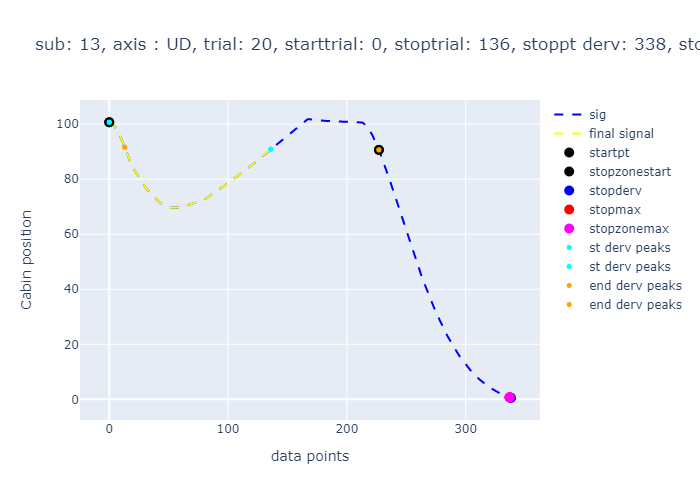 sub: 13, axis : UD, trial: 20, starttrial: 0, stoptrial: 136, stoppt derv: 338, sto
100
80
60
40
20
0
Cabin position
0 100 200 300
data points
sig
final signal
startpt
stopzonestart
stopderv
stopmax
stopzonemax
st derv peaks
st derv peaks
end derv peaks
end derv peaks